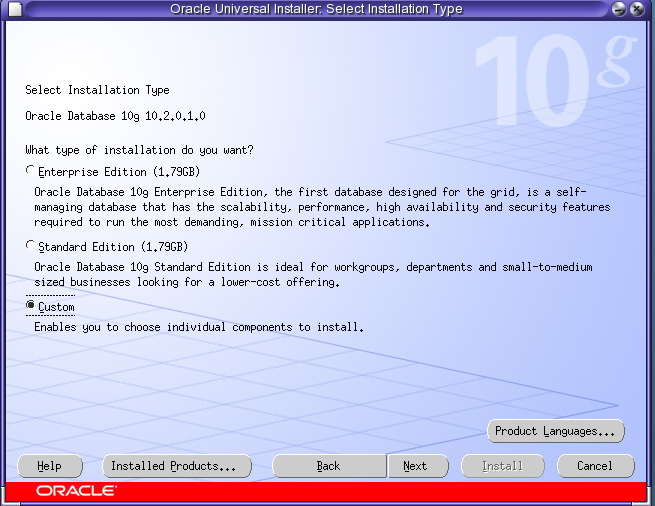 Oracle Universal Installer: Select Installation Type
10g
Select Installation Type
Oracle Database 10g 10.2.0.1.0
What type of installation do you want?
Enterprise Edition (1.79GB)
Oracle Database 10g Enterprise Edition, the first database designed for the grid, is a self-
managing database that has the scalability, performance, high availability and security features
required to run the most demanding, mission critical applications.
Standard Edition (1.79GB)
Oracle Database 10g Standard Edition is ideal for workgroups, departments and small-to-medium
sized businesses looking for a lower-cost offering.
Custom
Enables you to choose individual components to install.
Product Languages...
Help Installed Products... Back Next Install Cancel
ORACLE